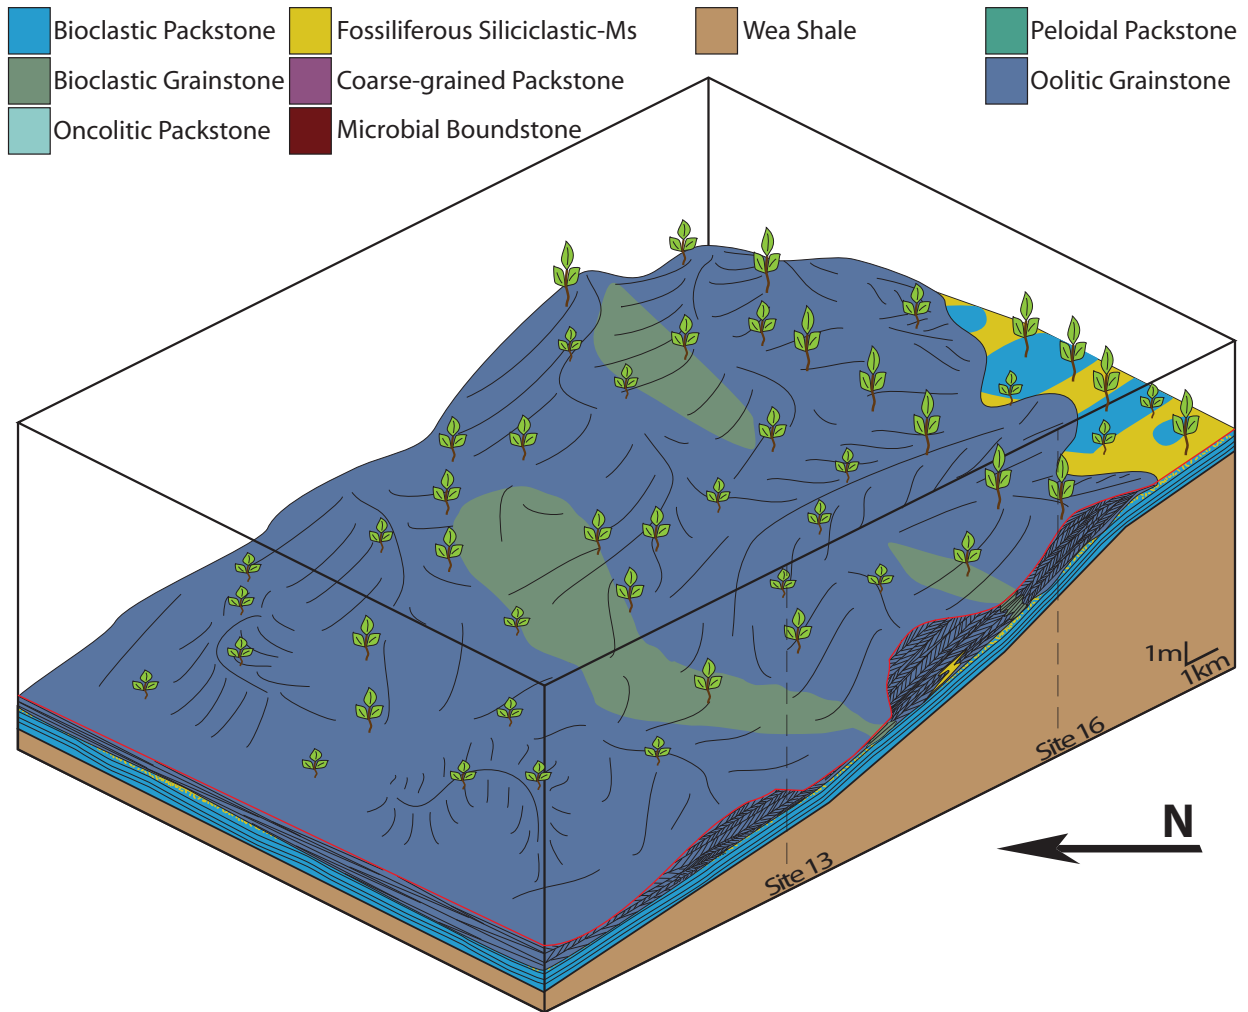 Bioclastic Packstone
Fossiliferous Siliciclastic-Ms
Wea Shale
Peloidal Packstone
Bioclastic Grainstone
Coarse-grained Packstone
Oolitic Grainstone
Oncolitic Packstone
Microbial Boundstone
1m
1km
Site 16
N
Site 13